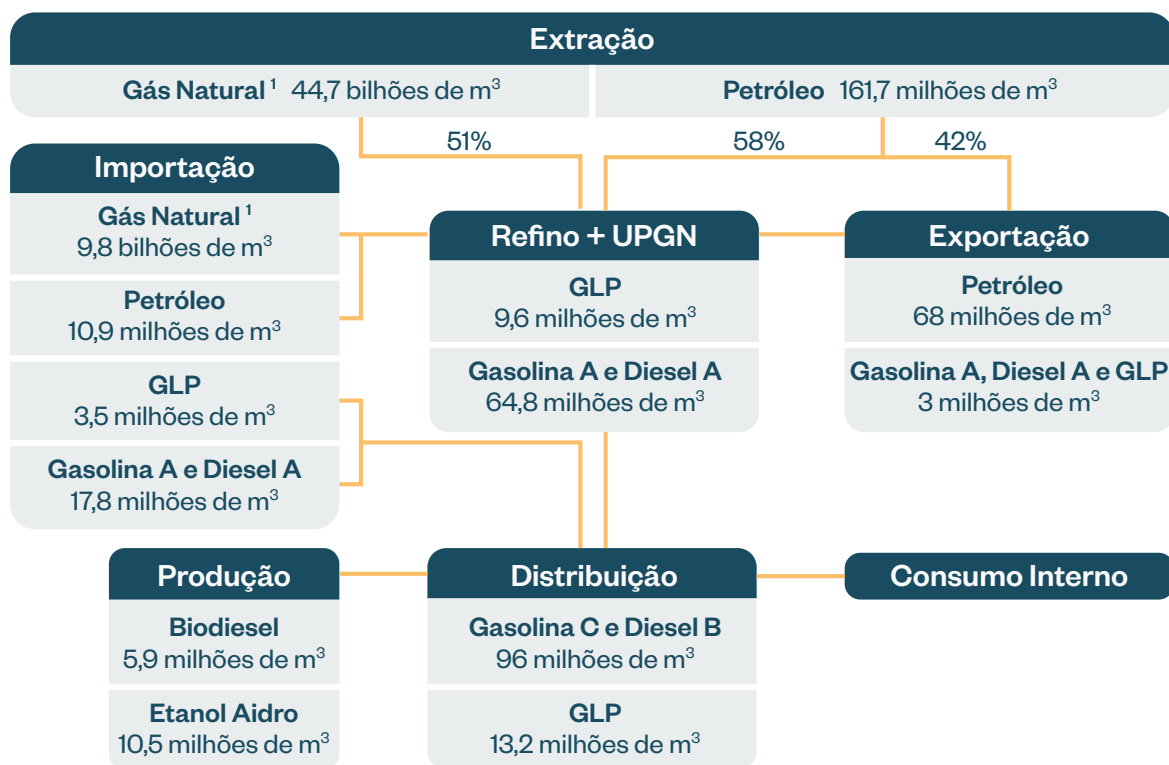 Extração
Gás Natural ¹ 44,7 bilhões de m³
Petróleo 161,7 milhões de m³
51%
58%
42%
Importação
Gás Natural ¹
9,8 bilhões de m³
Petróleo
10,9 milhões de m³
GLP
3,5 milhões de m³
Gasolina A e Diesel A
17,8 milhões de m³
Refino + UPGN
GLP
9,6 milhões de m³
Gasolina A e Diesel A
64,8 milhões de m³
Exportação
Petróleo
68 milhões de m³
Gasolina A, Diesel A e GLP
3 milhões de m³
Produção
Biodiesel
5,9 milhões de m³
Etanol Aidro
10,5 milhões de m³
Distribuição
Gasolina C e Diesel B
96 milhões de m³
GLP
13,2 milhões de m³
Consumo Interno